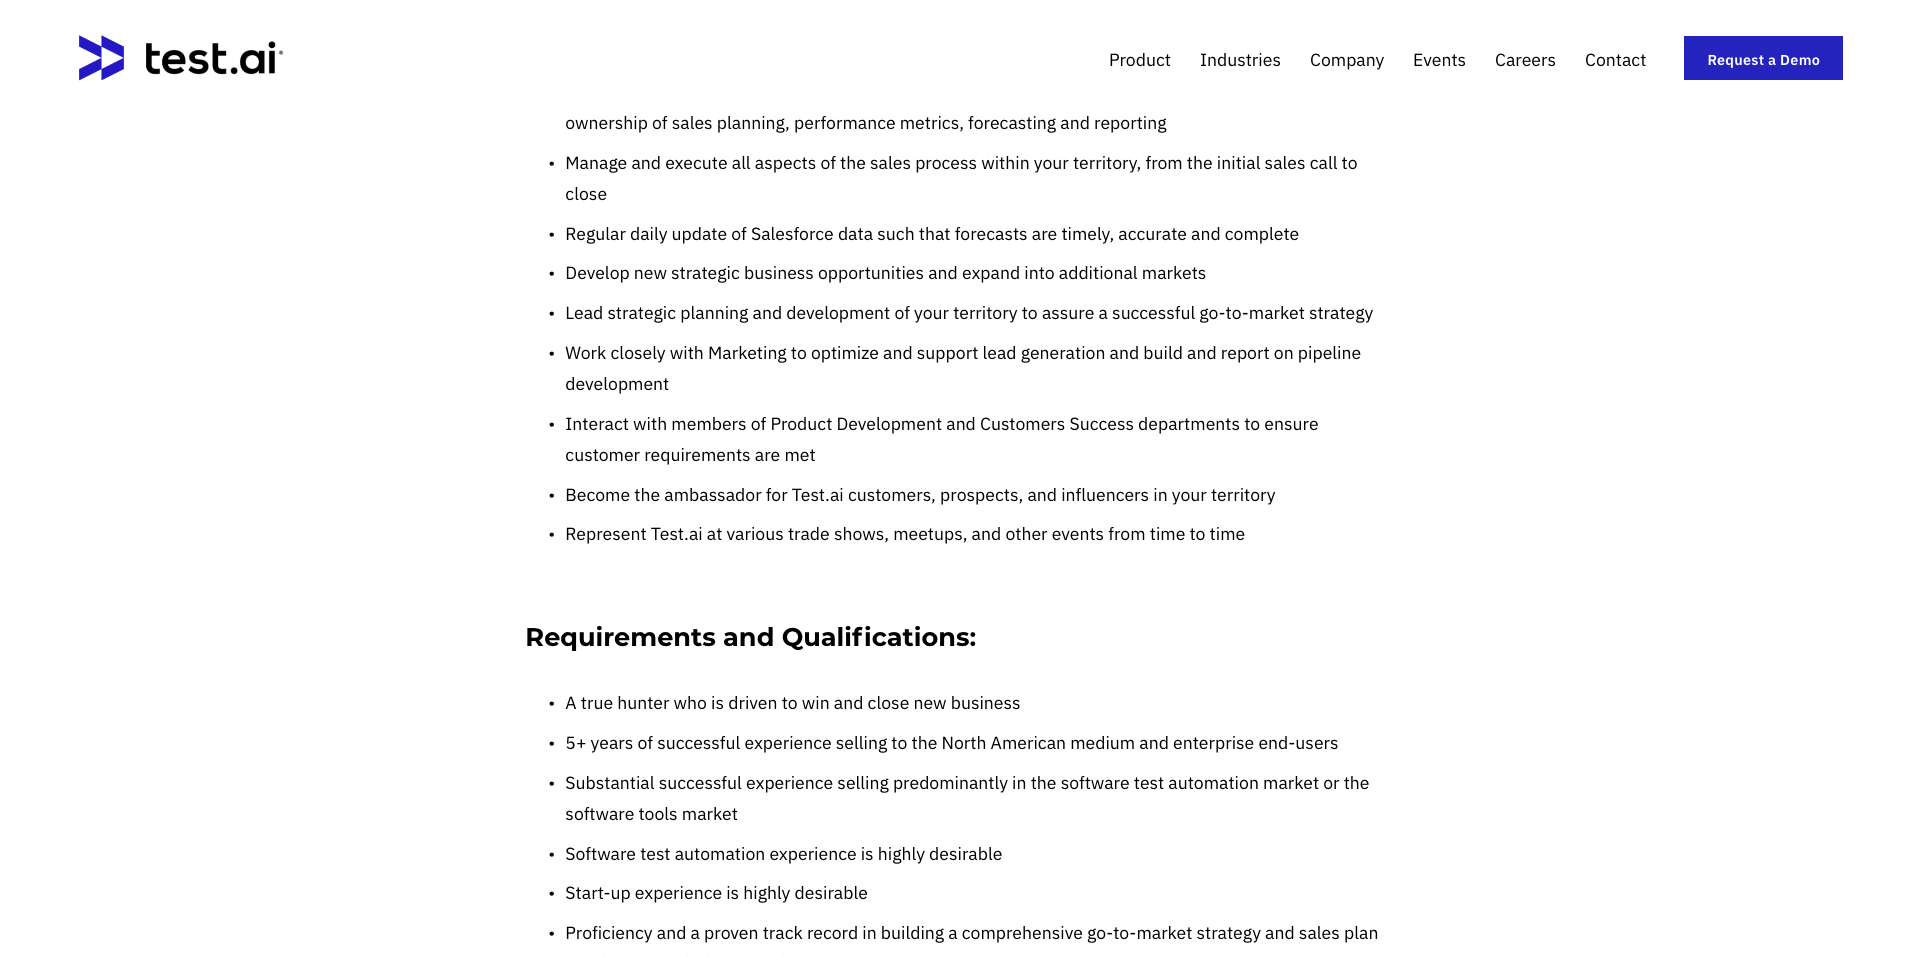 test.ai
Product
Industries
Company
Events
Careers
Contact
Request a Demo
ownership of sales planning, performance metrics, forecasting and reporting
• Manage and execute all aspects of the sales process within your territory, from the initial sales call to
close
• Regular daily update of Salesforce data such that forecasts are timely, accurate and complete
• Develop new strategic business opportunities and expand into additional markets
• Lead strategic planning and development of your territory to assure a successful go-to-market strategy
• Work closely with Marketing to optimize and support lead generation and build and report on pipeline
development
• Interact with members of Product Development and Customers Success departments to ensure
customer requirements are met
• Become the ambassador for Test.ai customers, prospects, and influencers in your territory
• Represent Test.ai at various trade shows, meetups, and other events from time to time
Requirements and Qualifications:
• A true hunter who is driven to win and close new business
• 5+ years of successful experience selling to the North American medium and enterprise end-users
• Substantial successful experience selling predominantly in the software test automation market or the
software tools market
• Software test automation experience is highly desirable
• Start-up experience is highly desirable
• Proficiency and a proven track record in building a comprehensive go-to-market strategy and sales plan